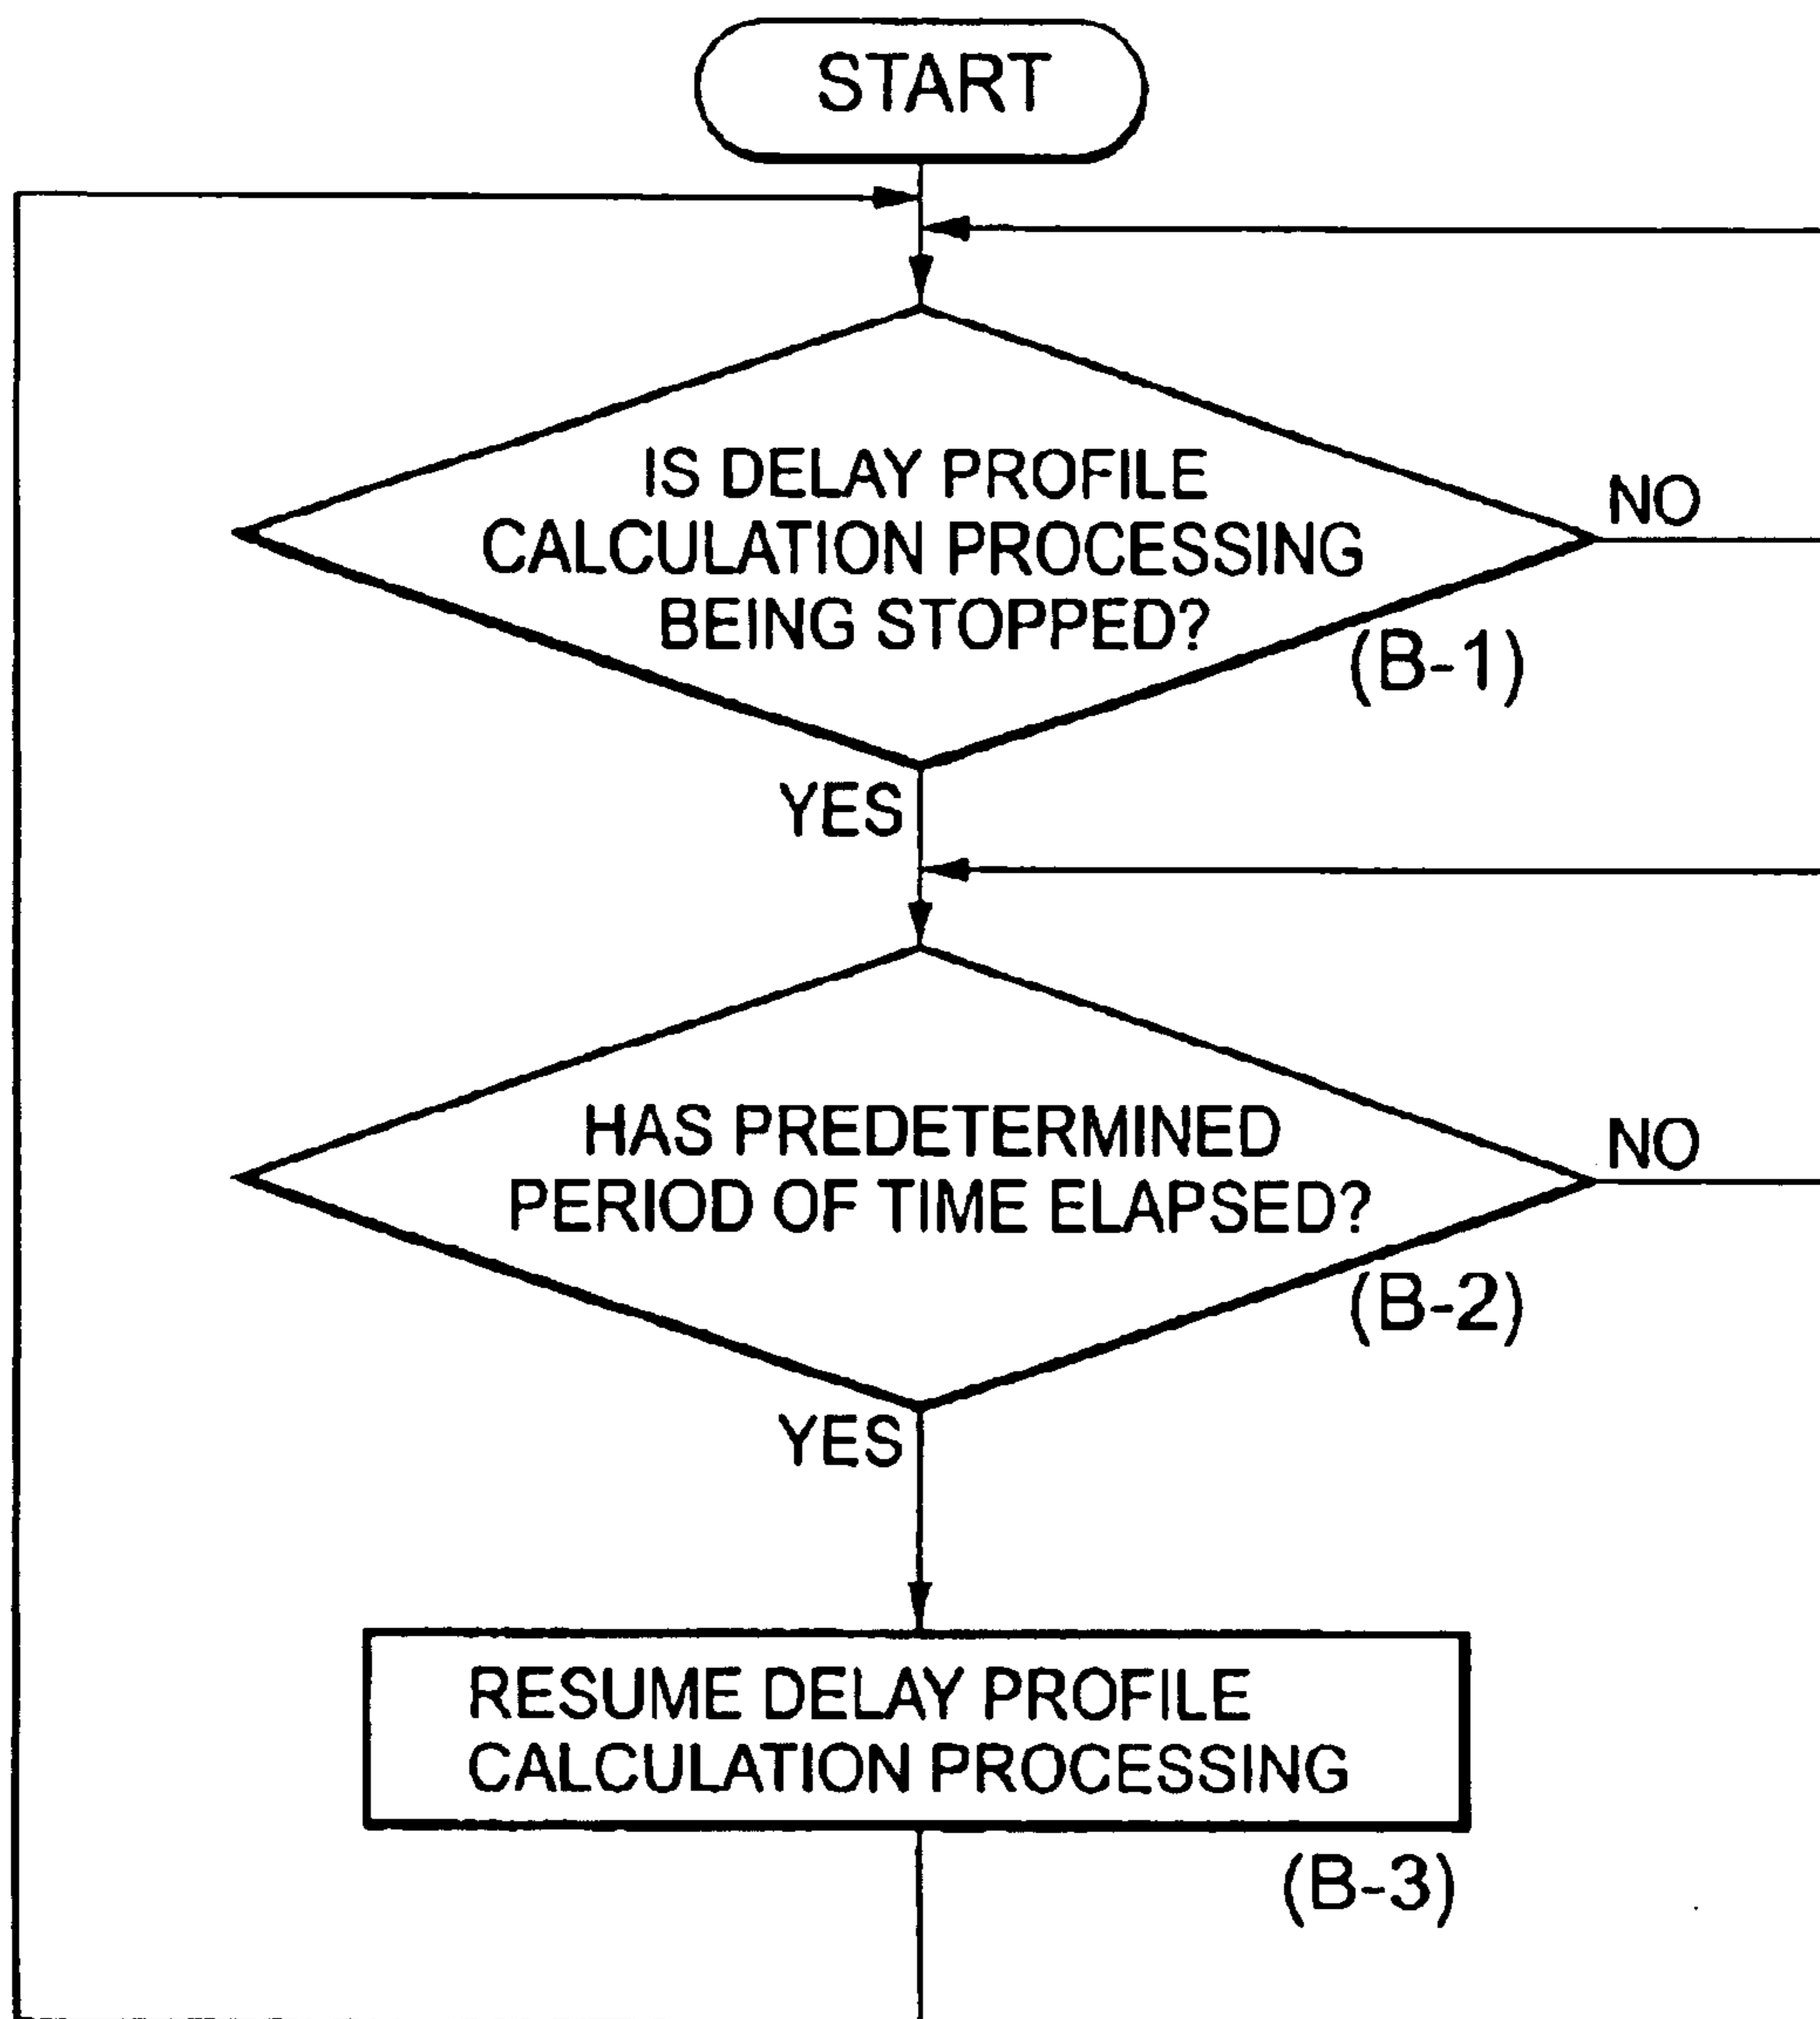 START
IS DELAY PROFILE
CALCULATION PROCESSING
BEING STOPPED?
NO
(B-1)
YES
HAS PREDETERMINED
PERIOD OF TIME ELAPSED?
NO
(B-2)
YES
RESUME DELAY PROFILE
CALCULATION PROCESSING
(B-3)